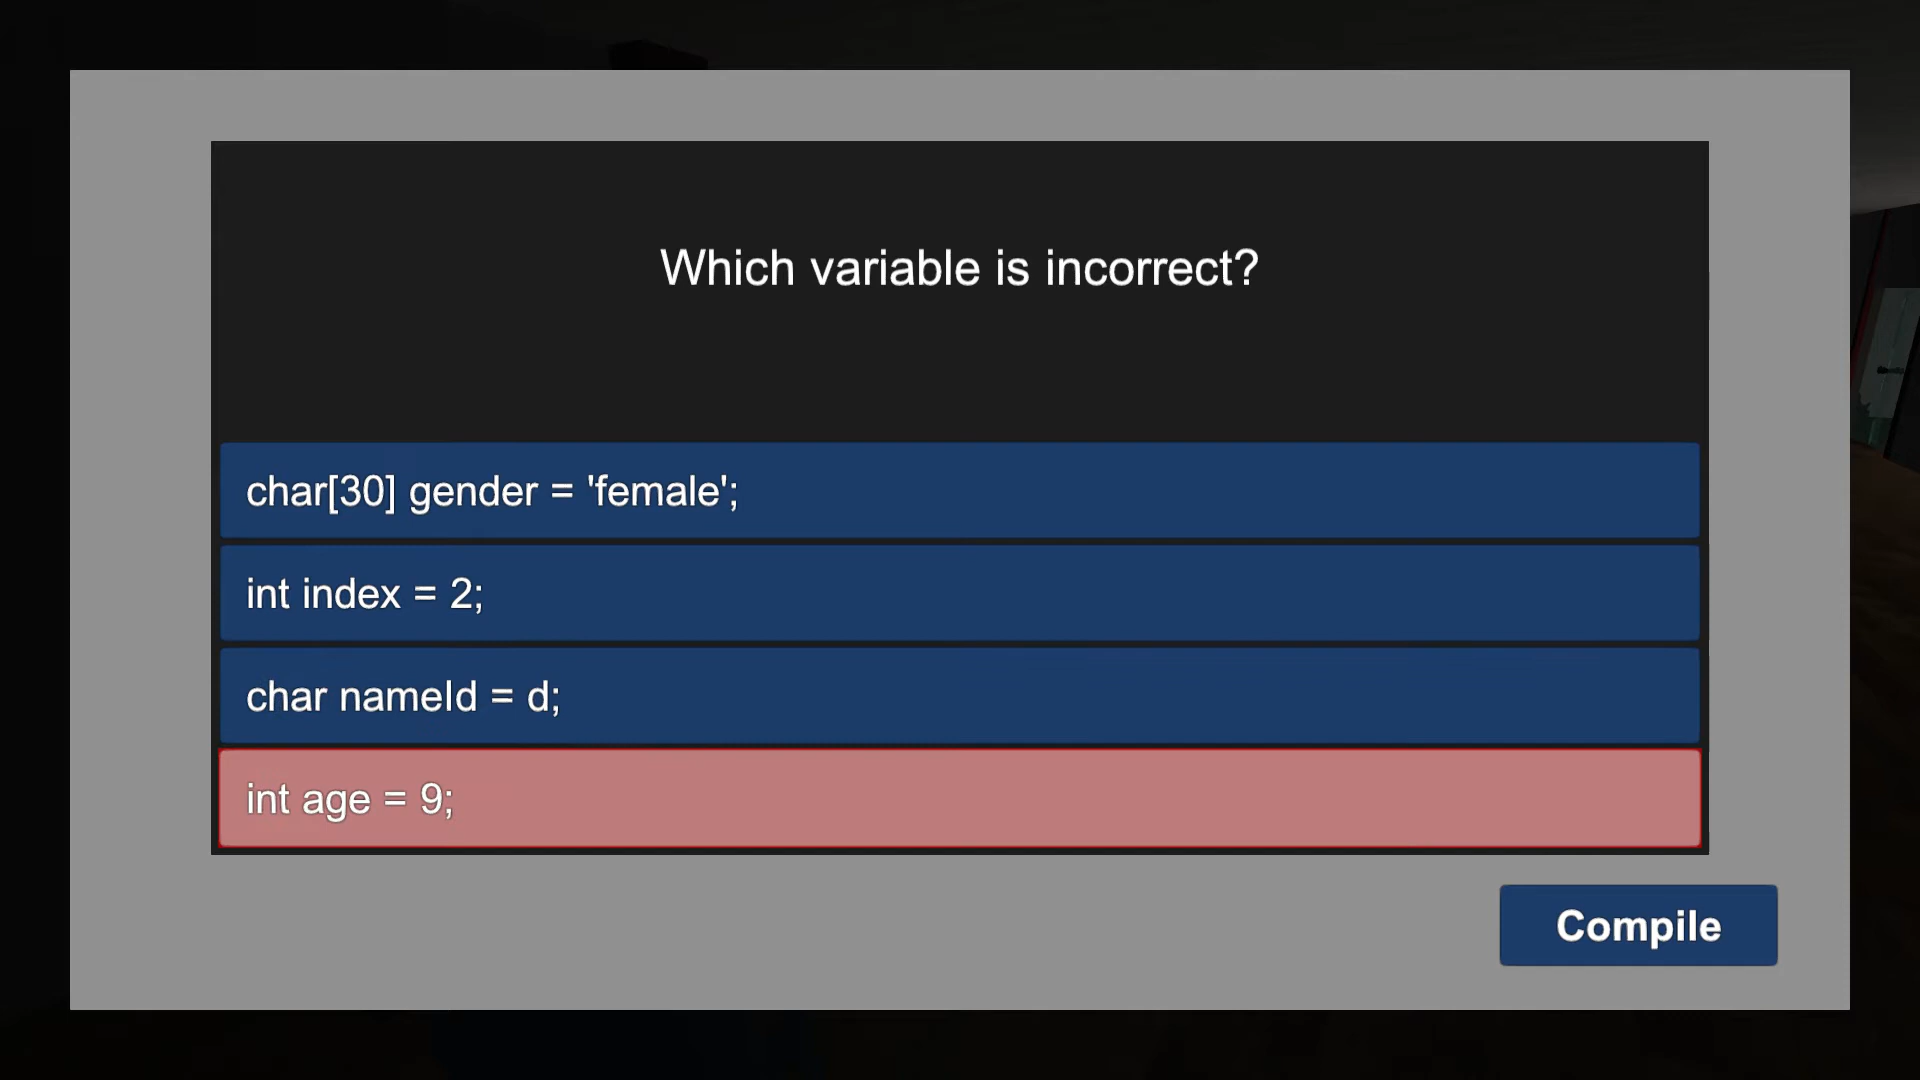 Which variable is incorrect?
char[30] gender = 'female';
int index = 2;
char nameId = d;
int age = 9;
Compile